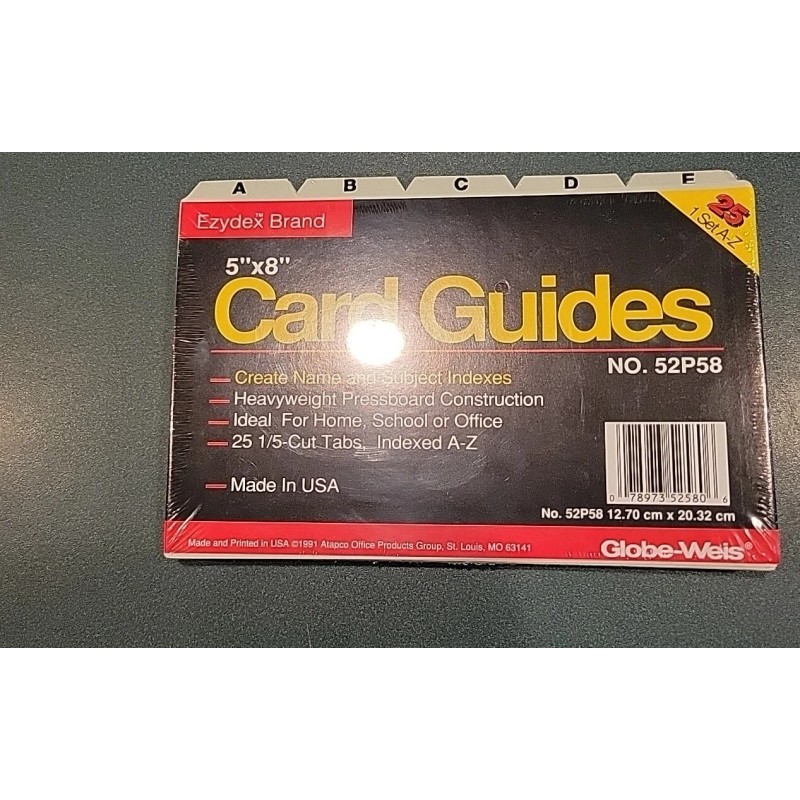 A B C D E
Ezydex™ Brand
25
1 Set A-Z
5"x8"
Card Guides
NO. 52P58
— Create Name and Subject Indexes
— Heavyweight Pressboard Construction
— Ideal For Home, School or Office
— 25 1/5-Cut Tabs, Indexed A-Z
— Made In USA
0 78973 52580 6
No. 52P58 12.70 cm x 20.32 cm
Made and Printed in USA ©1991 Atapco Office Products Group, St. Louis, MO 63141
Globe-Weis®